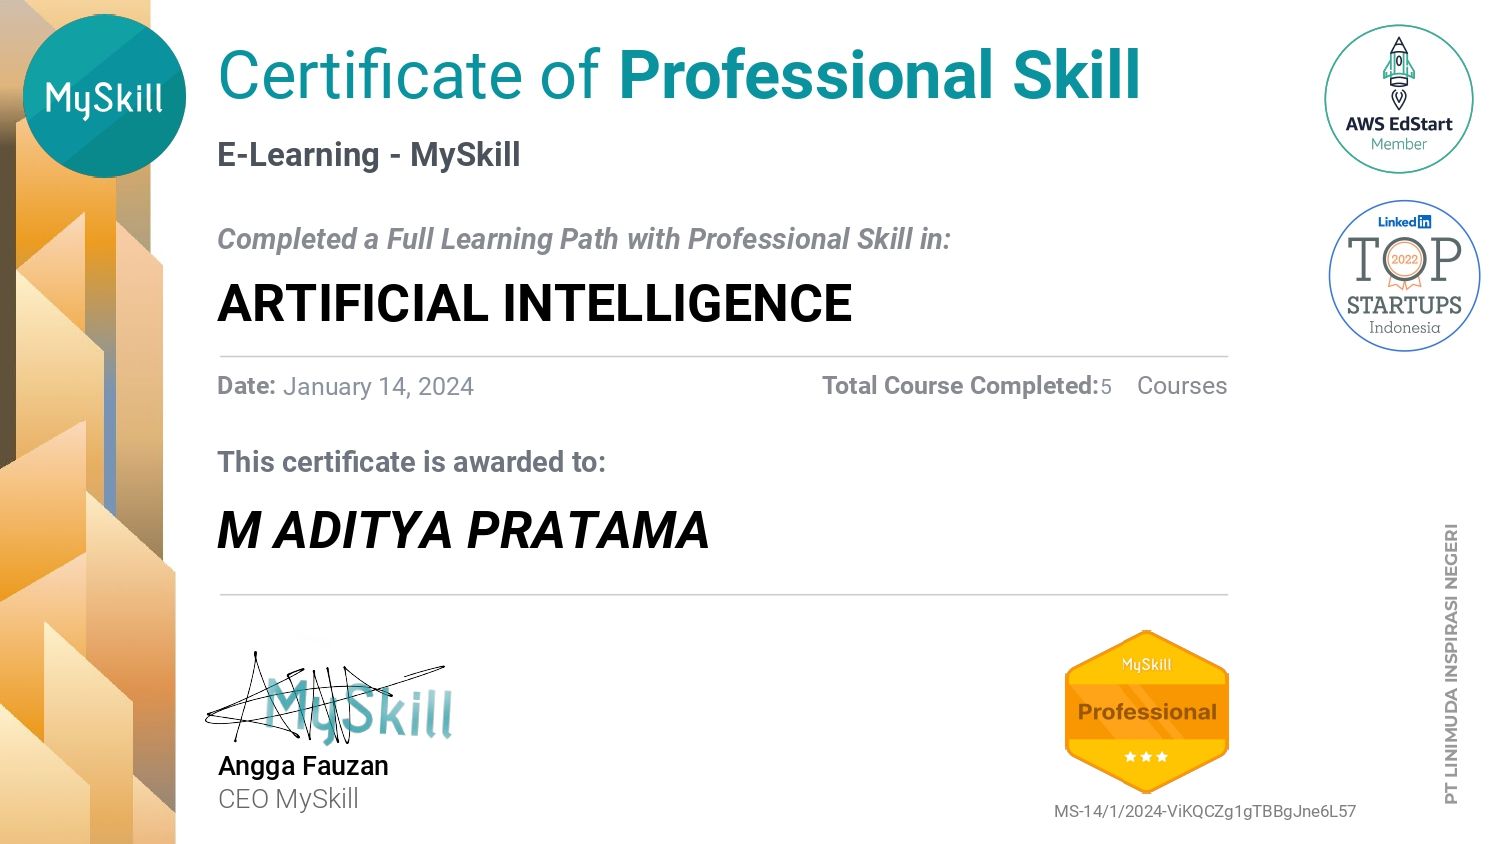 MySkill
Certificate of Professional Skill
E-Learning - MySkill
AWS EdStart
Member
Completed a Full Learning Path with Professional Skill in:
ARTIFICIAL INTELLIGENCE
Linked in
TOP
2022
STARTUPS
Indonesia
Date: January 14, 2024
Total Course Completed:5 Courses
This certificate is awarded to:
M ADITYA PRATAMA
MySkill
Angga Fauzan
CEO MySkill
MySkill
Professional
MS-14/1/2024-ViKQCZg1gTBBgJne6L57
PT LINIMUDA INSPIRASI NEGERI